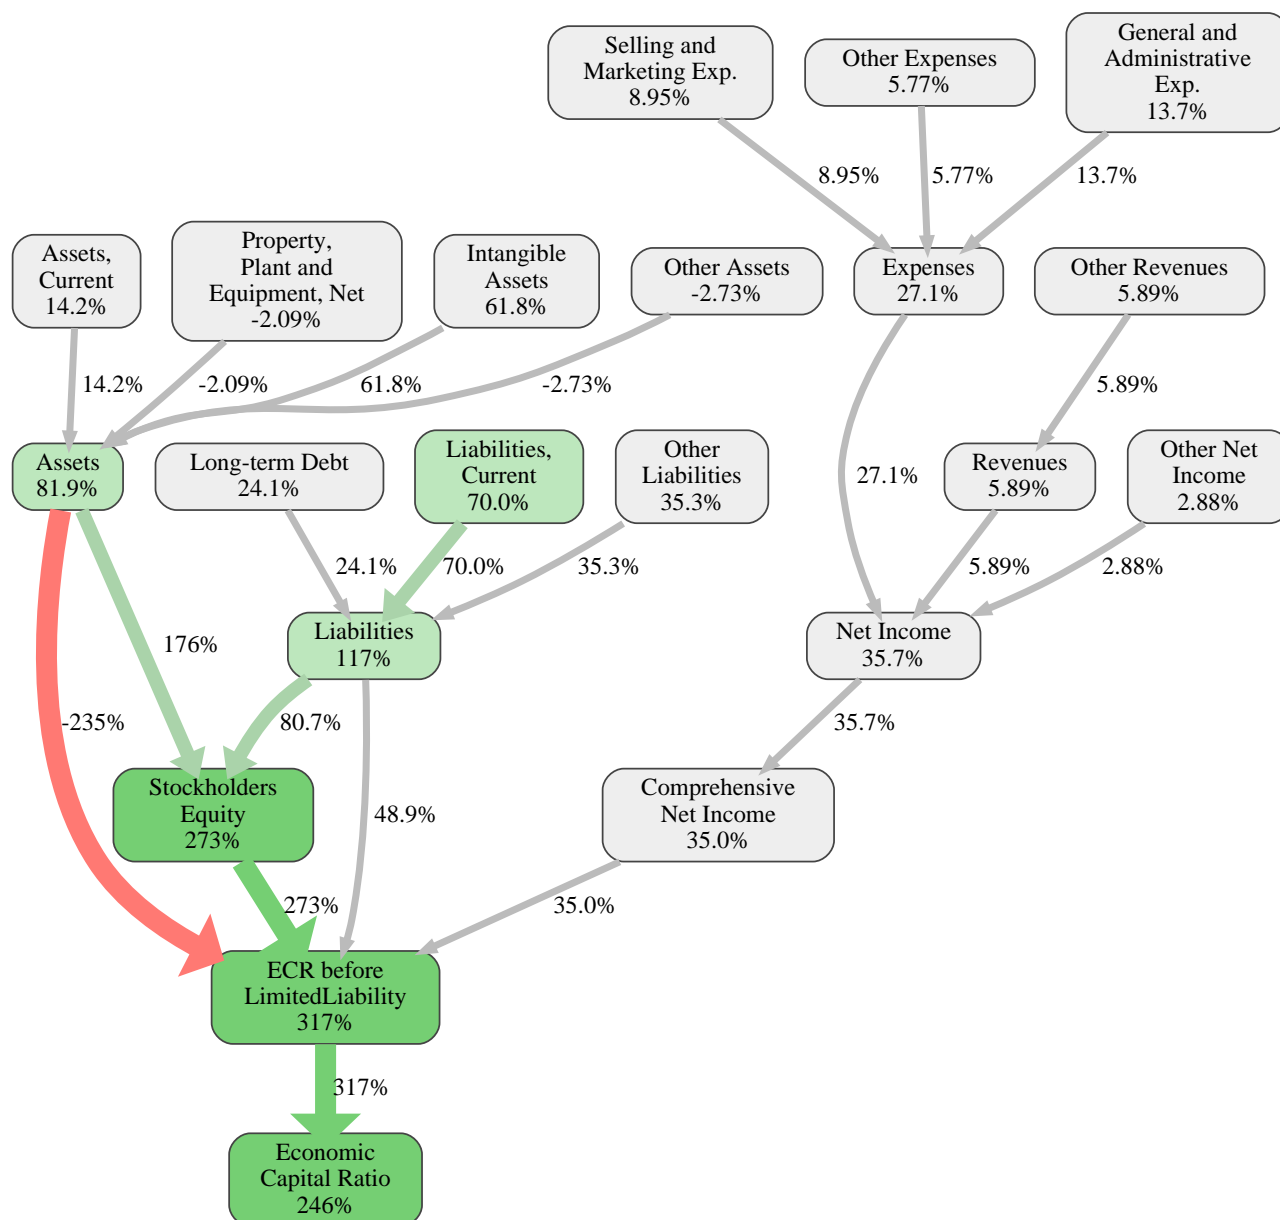 Selling and
Marketing Exp.
8.95%
Other Expenses
5.77%
General and
Administrative
Exp.
13.7%
8.95%
5.77%
13.7%
Assets,
Current
14.2%
Property,
Plant and
Equipment, Net
-2.09%
Intangible
Assets
61.8%
Other Assets
-2.73%
Expenses
27.1%
Other Revenues
5.89%
14.2%
-2.09%
61.8%
-2.73%
5.89%
Assets
81.9%
Long-term Debt
24.1%
Liabilities,
Current
70.0%
Other
Liabilities
35.3%
27.1%
Revenues
5.89%
Other Net
Income
2.88%
24.1%
70.0%
35.3%
5.89%
2.88%
176%
Liabilities
117%
Net Income
35.7%
-235%
80.7%
35.7%
Stockholders
Equity
273%
48.9%
Comprehensive
Net Income
35.0%
273%
35.0%
ECR before
LimitedLiability
317%
317%
Economic
Capital Ratio
246%